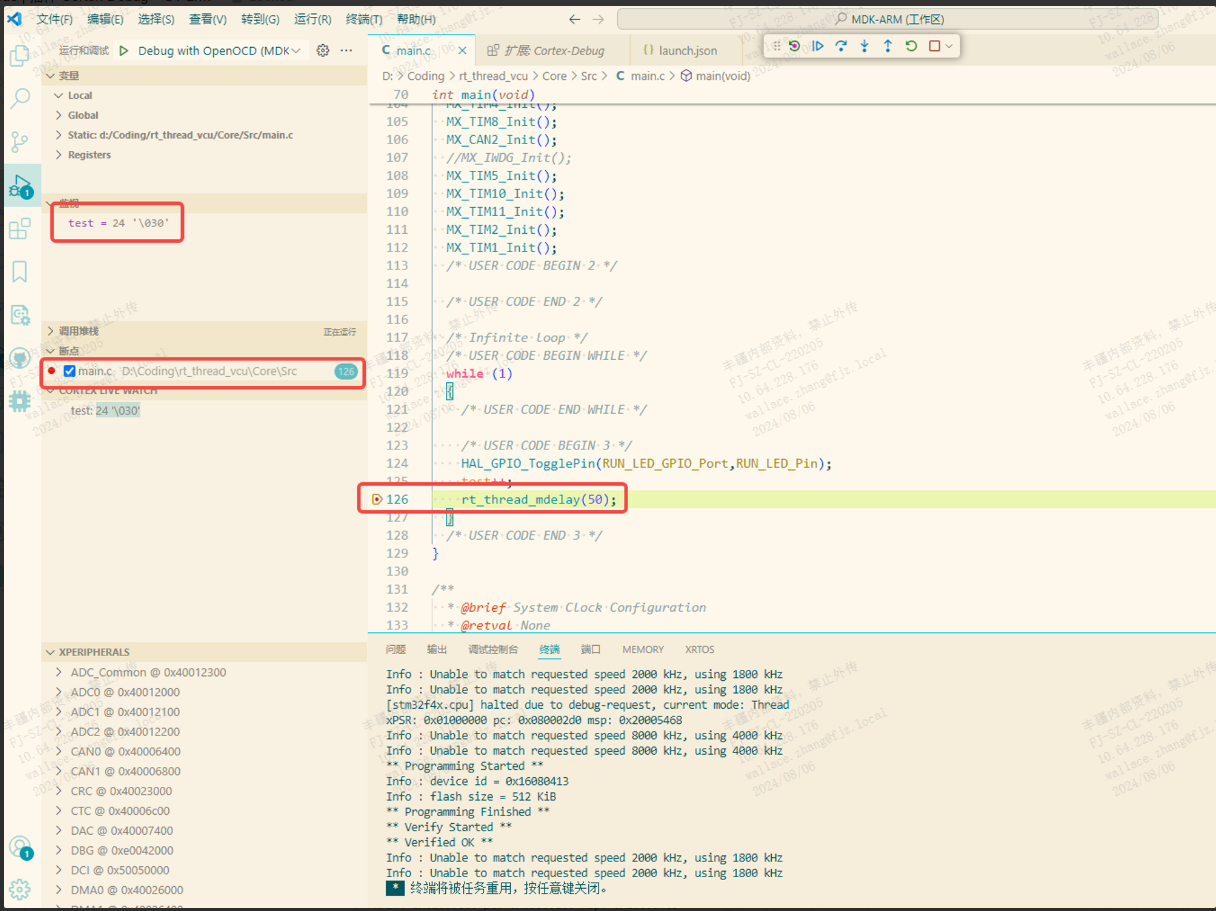 文件(F) 编辑(E) 选择(S) 查看(V) 转到(G) 运行(R) 终端(T) 帮助(H) MDK-ARM (工作区)
运行和调试 Debug with OpenOCD (MDK
main.c 扩展: Cortex-Debug launch.json
D: > Coding > rt_thread_vcu > Core > Src > C main.c > main(void)
变量
Local
Global
Static: d:/Coding/rt_thread_vcu/Core/Src/main.c
Registers
监视
test = 24 '\030'
调用堆栈 正在运行
断点
main.c D:\Coding\rt_thread_vcu\Core\Src 126
CORTEX LIVE WATCH
test: 24 '\030'
XPERIPHERALS
ADC_Common @ 0x40012300
ADC0 @ 0x40012000
ADC1 @ 0x40012100
ADC2 @ 0x40012200
CAN0 @ 0x40006400
CAN1 @ 0x40006800
CRC @ 0x40023000
CTC @ 0x40006c00
DAC @ 0x40007400
DBG @ 0xe0042000
DCI @ 0x50050000
DMA0 @ 0x40026000
DMA1 @ 0x40026400
70 int main(void)
104 MX_TIM4_Init();
105 MX_TIM8_Init();
106 MX_CAN2_Init();
107 //MX_IWDG_Init();
108 MX_TIM5_Init();
109 MX_TIM10_Init();
110 MX_TIM11_Init();
111 MX_TIM2_Init();
112 MX_TIM1_Init();
113 /* USER CODE BEGIN 2 */
114
115 /* USER CODE END 2 */
116
117 /* Infinite loop */
118 /* USER CODE BEGIN WHILE */
119 while (1)
120 {
121 /* USER CODE END WHILE */
122
123 /* USER CODE BEGIN 3 */
124 HAL_GPIO_TogglePin(RUN_LED_GPIO_Port,RUN_LED_Pin);
125 test++;
126 rt_thread_mdelay(50);
127 }
128 /* USER CODE END 3 */
129 }
130
131 /**
132 * @brief System Clock Configuration
133 * @retval None
问题 输出 调试控制台 终端 端口 MEMORY XRTOS
Info : Unable to match requested speed 2000 kHz, using 1800 kHz
Info : Unable to match requested speed 2000 kHz, using 1800 kHz
[stm32f4x.cpu] halted due to debug-request, current mode: Thread
xPSR: 0x01000000 pc: 0x080002d0 msp: 0x20005468
Info : Unable to match requested speed 8000 kHz, using 4000 kHz
Info : Unable to match requested speed 8000 kHz, using 4000 kHz
** Programming Started **
Info : device id = 0x16080413
Info : flash size = 512 KiB
** Programming Finished **
** Verify Started **
** Verified OK **
Info : Unable to match requested speed 2000 kHz, using 1800 kHz
Info : Unable to match requested speed 2000 kHz, using 1800 kHz
* 终端将被任务重用，按任意键关闭。
丰疆内部资料，禁止外传
FJ-SZ-CL-220205
10.64.228.176
wallace.zhang@fjz.local
2024/08/06